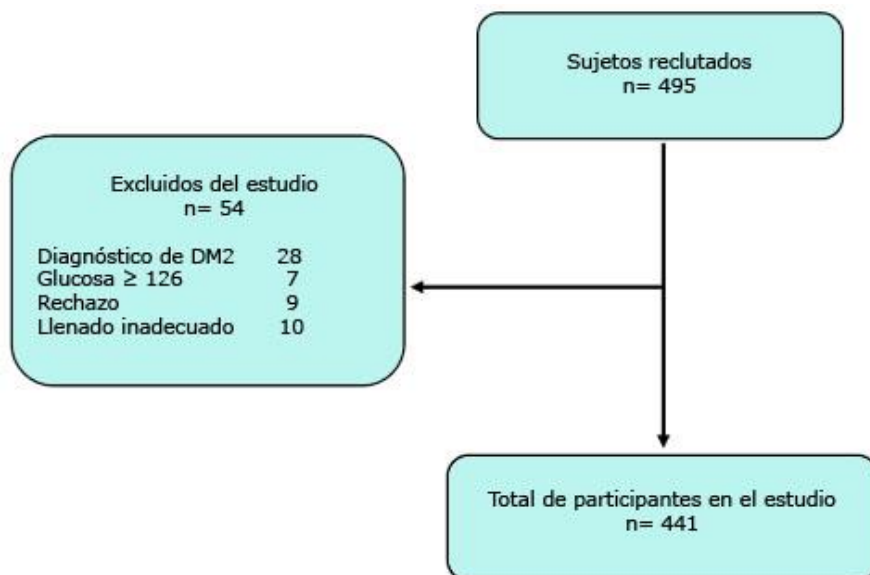 Sujetos reclutados
n= 495
Excluidos del estudio
n= 54
Diagnóstico de DM2 28
Glucosa ≥ 126 7
Rechazo 9
Llenado inadecuado 10
Total de participantes en el estudio
n= 441